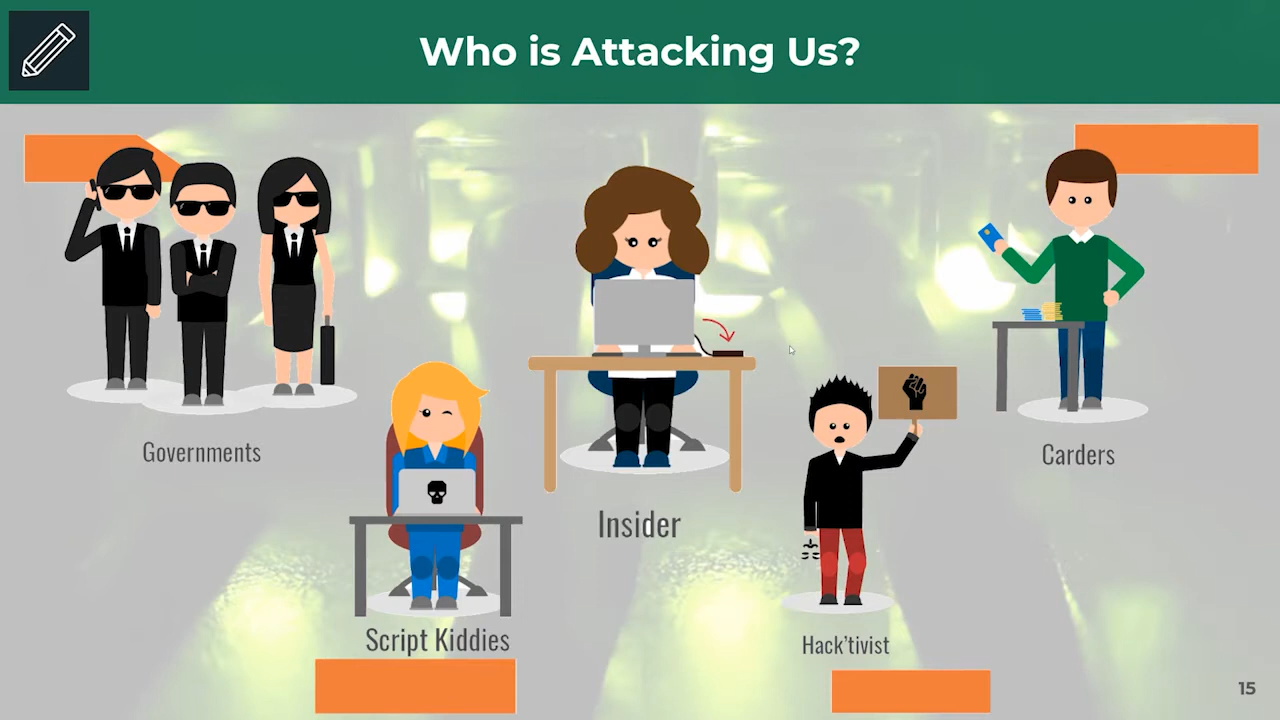 Who is Attacking Us?
Governments
Insider
Carders
Script Kiddies
Hack'tivist
15